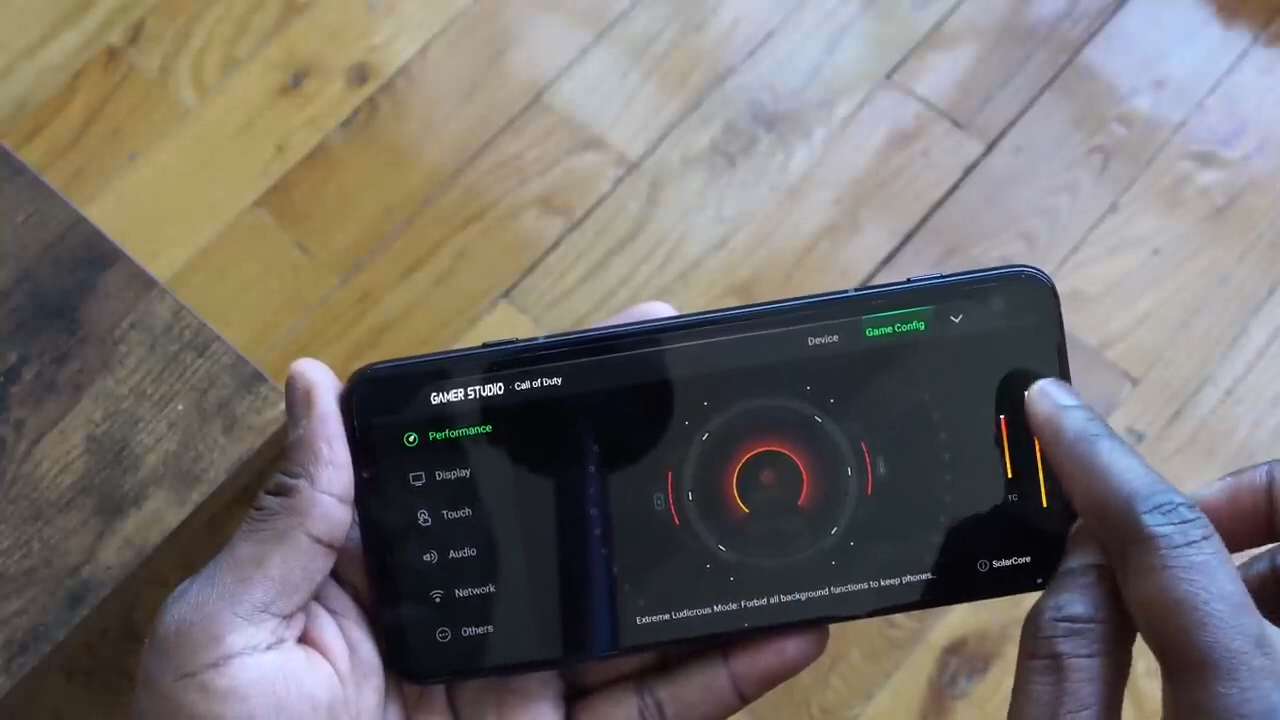 Device
Game Config
GAMER STUDIO · Call of Duty
Performance
Display
Touch
Audio
Network
Others
TC
SolarCore
Extreme Ludicrous Mode: Forbid all background functions to keep phones..